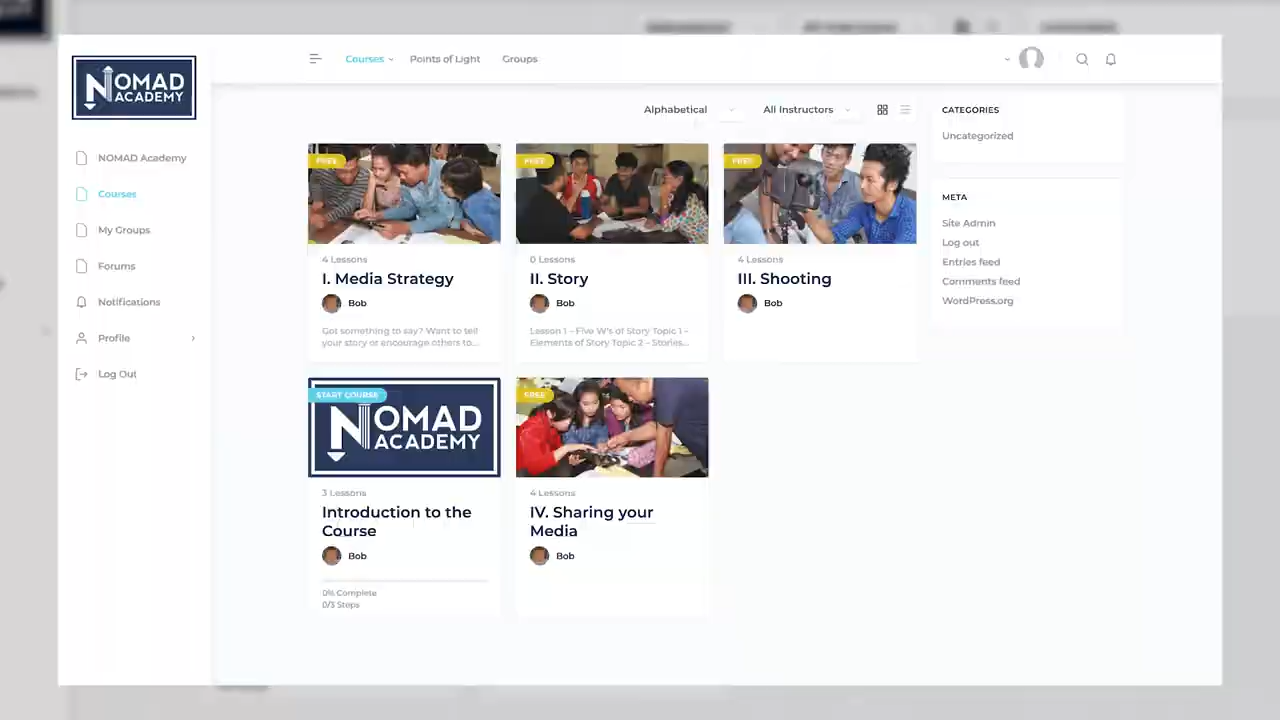 NOMAD
ACADEMY
Courses
Points of Light
Groups
NOMAD Academy
Courses
My Groups
Forums
Notifications
Profile
Log Out
Alphabetical
All Instructors
FREE
4 Lessons
I. Media Strategy
Bob
Got something to say? Want to tell
your story or encourage others to...
FREE
0 Lessons
II. Story
Bob
Lesson 1 – Five W's of Story Topic 1 –
Elements of Story Topic 2 – Stories...
FREE
4 Lessons
III. Shooting
Bob
START COURSE
NOMAD
ACADEMY
3 Lessons
Introduction to the
Course
Bob
0% Complete
0/3 Steps
FREE
4 Lessons
IV. Sharing your
Media
Bob
CATEGORIES
Uncategorized
META
Site Admin
Log out
Entries feed
Comments feed
WordPress.org